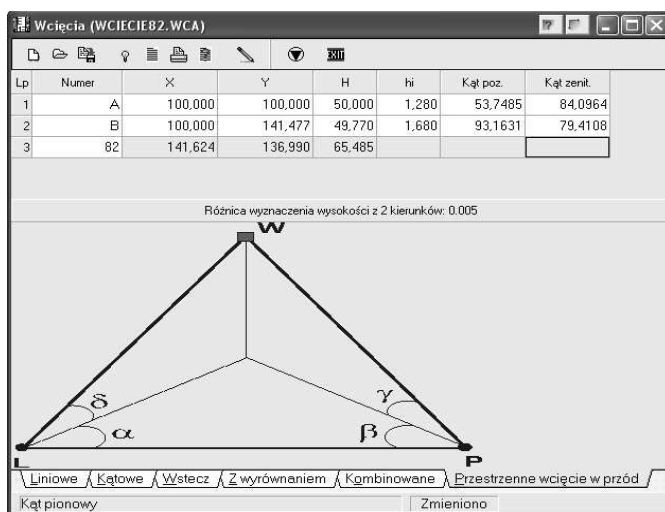 Wcięcia (WCIECIE82.WCA)
EXIT
Lp Numer X Y H hi Kąt poz. Kąt zenit.
1 A 100,000 100,000 50,000 1,280 53,7485 84,0964
2 B 100,000 141,477 49,770 1,680 93,1631 79,4108
3 82 141,624 136,990 65,485
Różnica wyznaczenia wysokości z 2 kierunków: 0.005
W
δ γ
α β
L P
Liniowe Kątowe Wstecz Z wyrównaniem Kombinowane Przestrzenne wcięcie w przód
Kąt pionowy Zmieniono